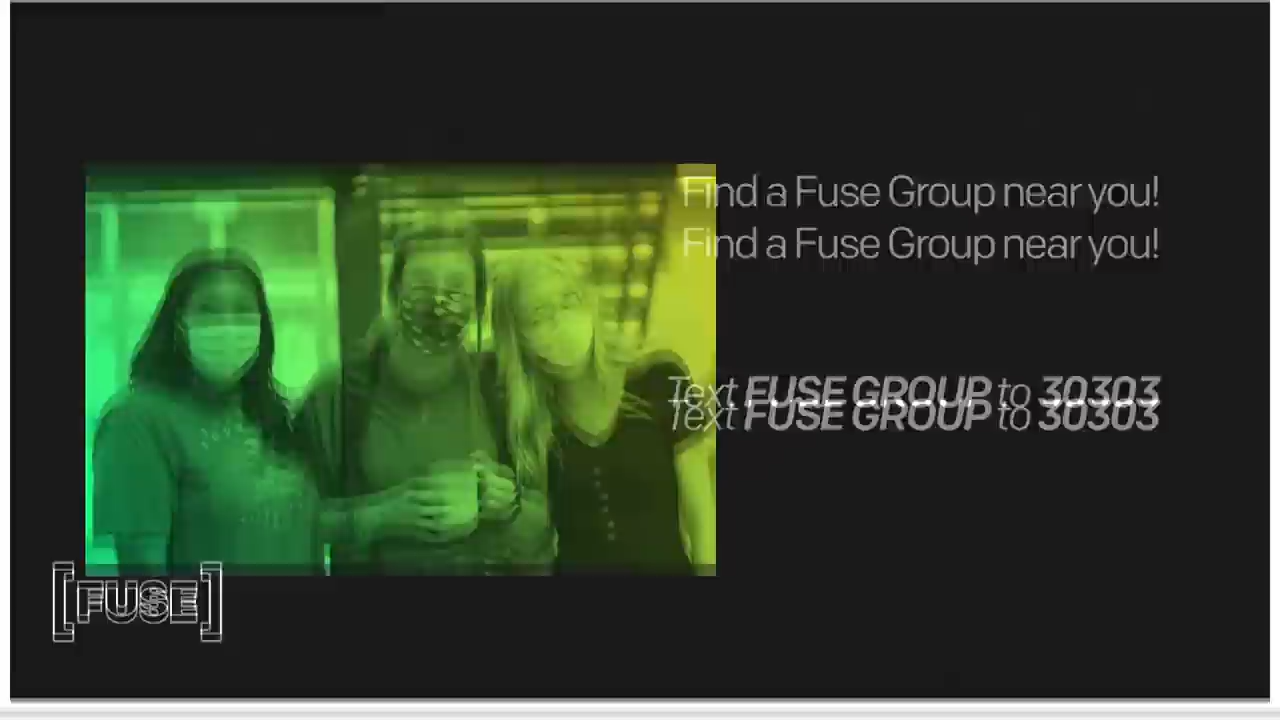 Find a Fuse Group near you!
Find a Fuse Group near you!
Text FUSE GROUP to 30303
Text FUSE GROUP to 30303
[FUSE]